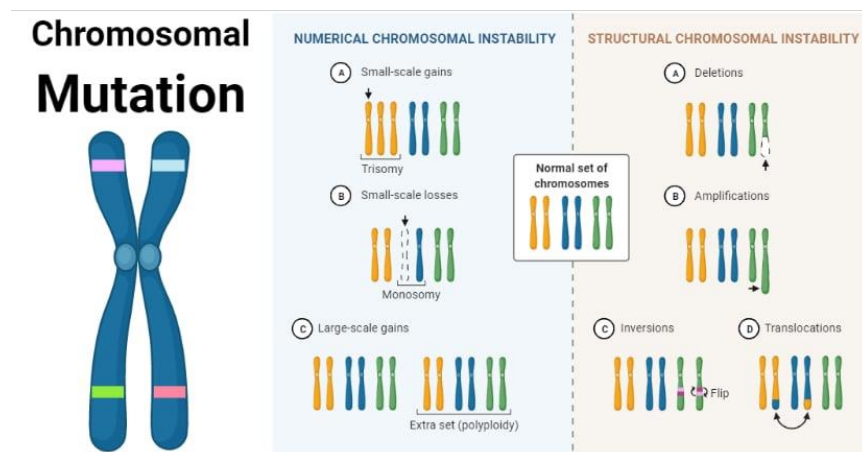 Chromosomal
Mutation
NUMERICAL CHROMOSOMAL INSTABILITY
A Small-scale gains
Trisomy
B Small-scale losses
Monosomy
C Large-scale gains
Extra set (polyploidy)
Normal set of
chromosomes
STRUCTURAL CHROMOSOMAL INSTABILITY
A Deletions
B Amplifications
C Inversions
Flip
D Translocations